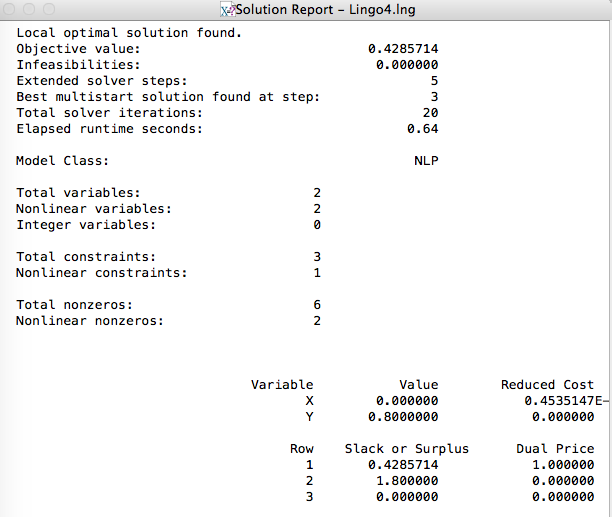 Solution Report - Lingo4.lng
Local optimal solution found.
Objective value: 0.4285714
Infeasibilities: 0.000000
Extended solver steps: 5
Best multistart solution found at step: 3
Total solver iterations: 20
Elapsed runtime seconds: 0.64
Model Class: NLP
Total variables: 2
Nonlinear variables: 2
Integer variables: 0
Total constraints: 3
Nonlinear constraints: 1
Total nonzeros: 6
Nonlinear nonzeros: 2
Variable Value Reduced Cost
X 0.000000 0.4535147E-
Y 0.8000000 0.000000
Row Slack or Surplus Dual Price
1 0.4285714 1.000000
2 1.800000 0.000000
3 0.000000 0.000000